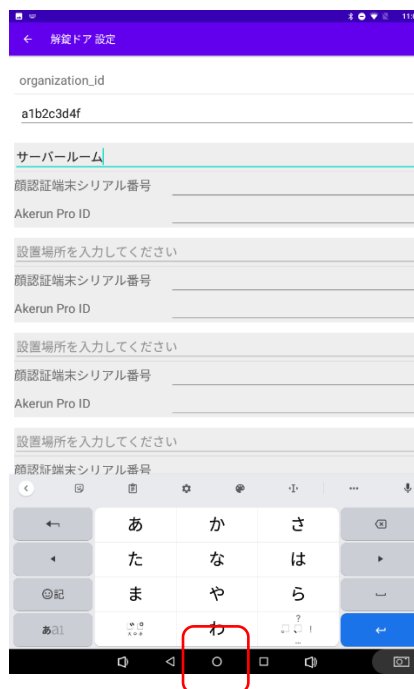 11:
← 解錠ドア 設定
organization_id
a1b2c3d4f
サーバールーム
顔認証端末シリアル番号
Akerun Pro ID
設置場所を入力してください
顔認証端末シリアル番号
Akerun Pro ID
設置場所を入力してください
顔認証端末シリアル番号
Akerun Pro ID
設置場所を入力してください
顔認証端末シリアル番号
あ か さ
た な は
☺記 ま や ら
あa1 わ ? ! …